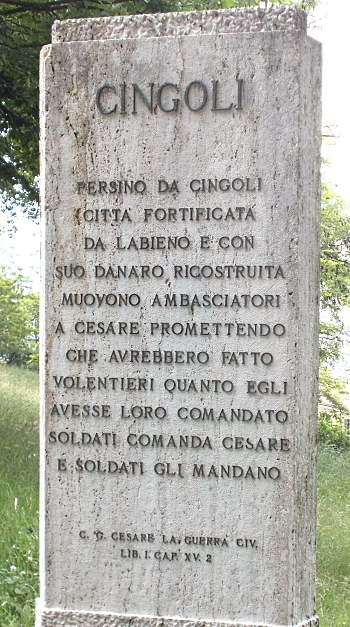 CINGOLI
PERSINO DA CINGOLI
CITTÀ FORTIFICATA
DA LABIENO E CON
SUO DANARO RICOSTRUITA
MUOVONO AMBASCIATORI
A CESARE PROMETTENDO
CHE AVREBBERO FATTO
VOLENTIERI QUANTO EGLI
AVESSE LORO COMANDATO
SOLDATI COMANDA CESARE
E SOLDATI GLI MANDANO
C. G. CESARE LA GUERRA CIV.
LIB. I. CAP. XV. 2